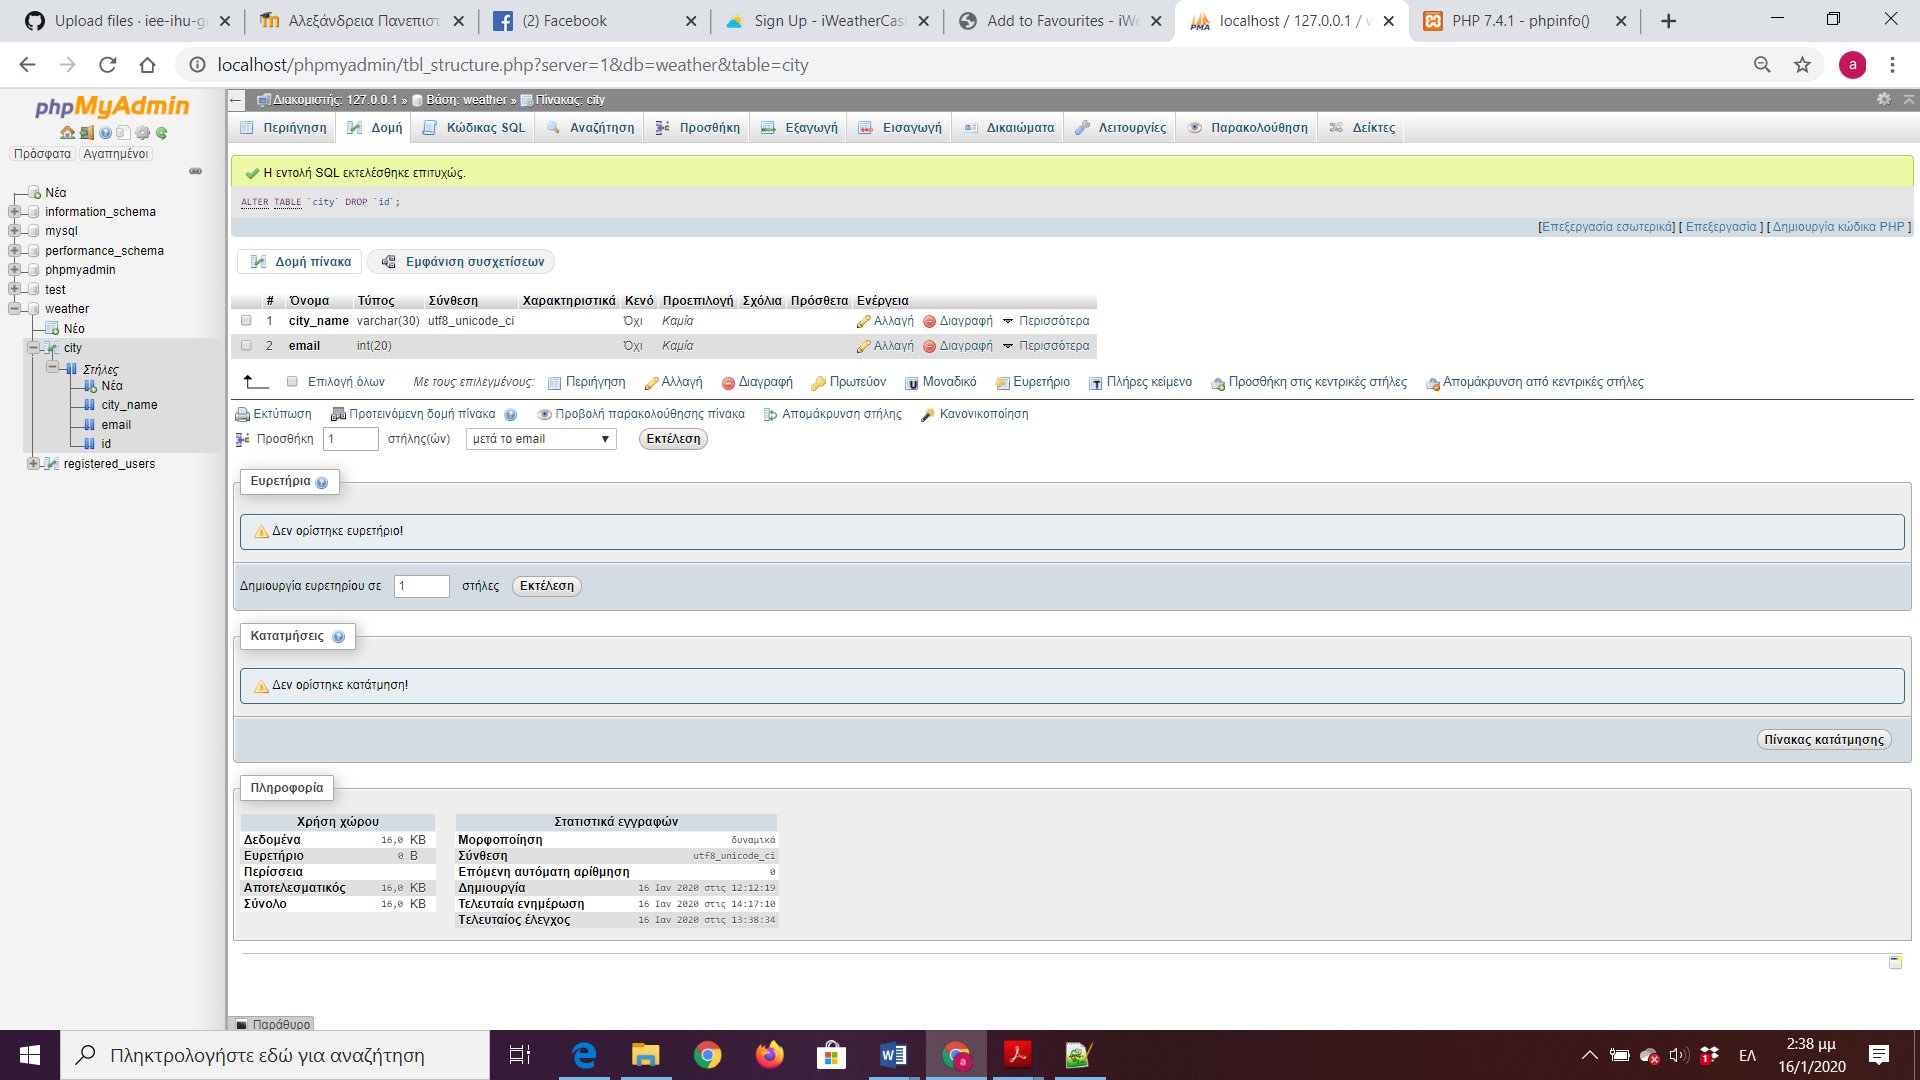 Upload files · iee-ihu-g
Αλεξάνδρεια Πανεπιστ
(2) Facebook
Sign Up - iWeatherCast
Add to Favourites - iWe
localhost / 127.0.0.1 / w
PHP 7.4.1 - phpinfo()
localhost/phpmyadmin/tbl_structure.php?server=1&db=weather&table=city
a
phpMyAdmin
Πρόσφατα Αγαπημένοι
Νέα
information_schema
mysql
performance_schema
phpmyadmin
test
weather
Νέο
city
Στήλες
Νέα
city_name
email
id
registered_users
Διακομιστής: 127.0.0.1 » Βάση: weather » Πίνακας: city
Περιήγηση Δομή Κώδικας SQL Αναζήτηση Προσθήκη Εξαγωγή Εισαγωγή Δικαιώματα Λειτουργίες Παρακολούθηση Δείκτες
Η εντολή SQL εκτελέσθηκε επιτυχώς.
ALTER TABLE `city` DROP `id`;
[Επεξεργασία εσωτερικά] [ Επεξεργασία ] [ Δημιουργία κώδικα PHP ]
Δομή πίνακα Εμφάνιση συσχετίσεων
# Όνομα Τύπος Σύνθεση Χαρακτηριστικά Κενό Προεπιλογή Σχόλια Πρόσθετα Ενέργεια
1 city_name varchar(30) utf8_unicode_ci Όχι Καμία Αλλαγή Διαγραφή Περισσότερα
2 email int(20) Όχι Καμία Αλλαγή Διαγραφή Περισσότερα
Επιλογή όλων Με τους επιλεγμένους: Περιήγηση Αλλαγή Διαγραφή Πρωτεύον Μοναδικό Ευρετήριο Πλήρες κείμενο Προσθήκη στις κεντρικές στήλες Απομάκρυνση από κεντρικές στήλες
Εκτύπωση Προτεινόμενη δομή πίνακα Προβολή παρακολούθησης πίνακα Απομάκρυνση στήλης Κανονικοποίηση
Προσθήκη 1 στήλης(ών) μετά το email Εκτέλεση
Ευρετήρια
Δεν ορίστηκε ευρετήριο!
Δημιουργία ευρετηρίου σε 1 στήλες Εκτέλεση
Κατατμήσεις
Δεν ορίστηκε κατάτμηση!
Πίνακας κατάτμησης
Πληροφορία
Χρήση χώρου
Δεδομένα 16,0 KB
Ευρετήριο 0 B
Περίσσεια
Αποτελεσματικός 16,0 KB
Σύνολο 16,0 KB
Στατιστικά εγγραφών
Μορφοποίηση δυναμικά
Σύνθεση utf8_unicode_ci
Επόμενη αυτόματη αρίθμηση 0
Δημιουργία 16 Ιαν 2020 στις 12:12:19
Τελευταία ενημέρωση 16 Ιαν 2020 στις 14:17:10
Τελευταίος έλεγχος 16 Ιαν 2020 στις 13:38:34
Παράθυρο
Πληκτρολογήστε εδώ για αναζήτηση
ΕΛ
2:38 μμ
16/1/2020